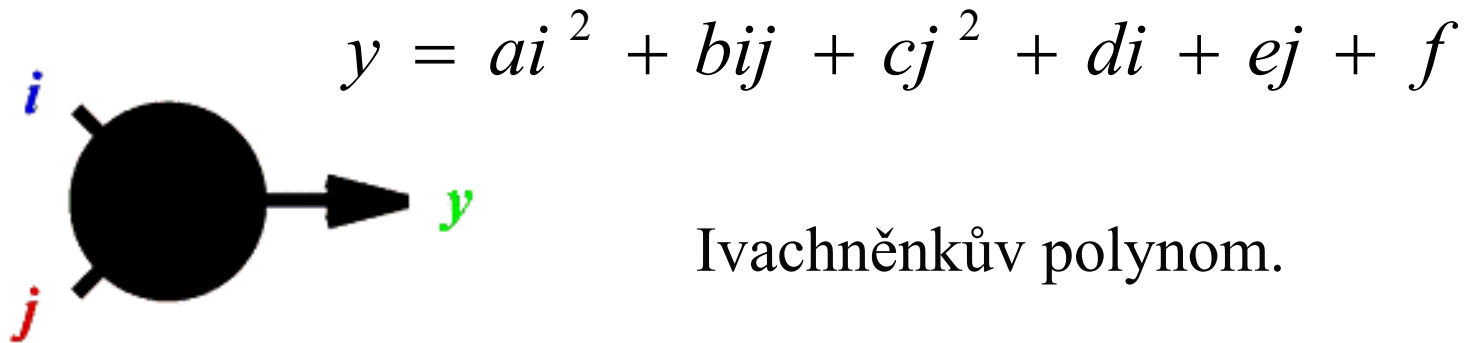 y = ai² + bij + cj² + di + ej + f
i
y
j
Ivachněnkův polynom.